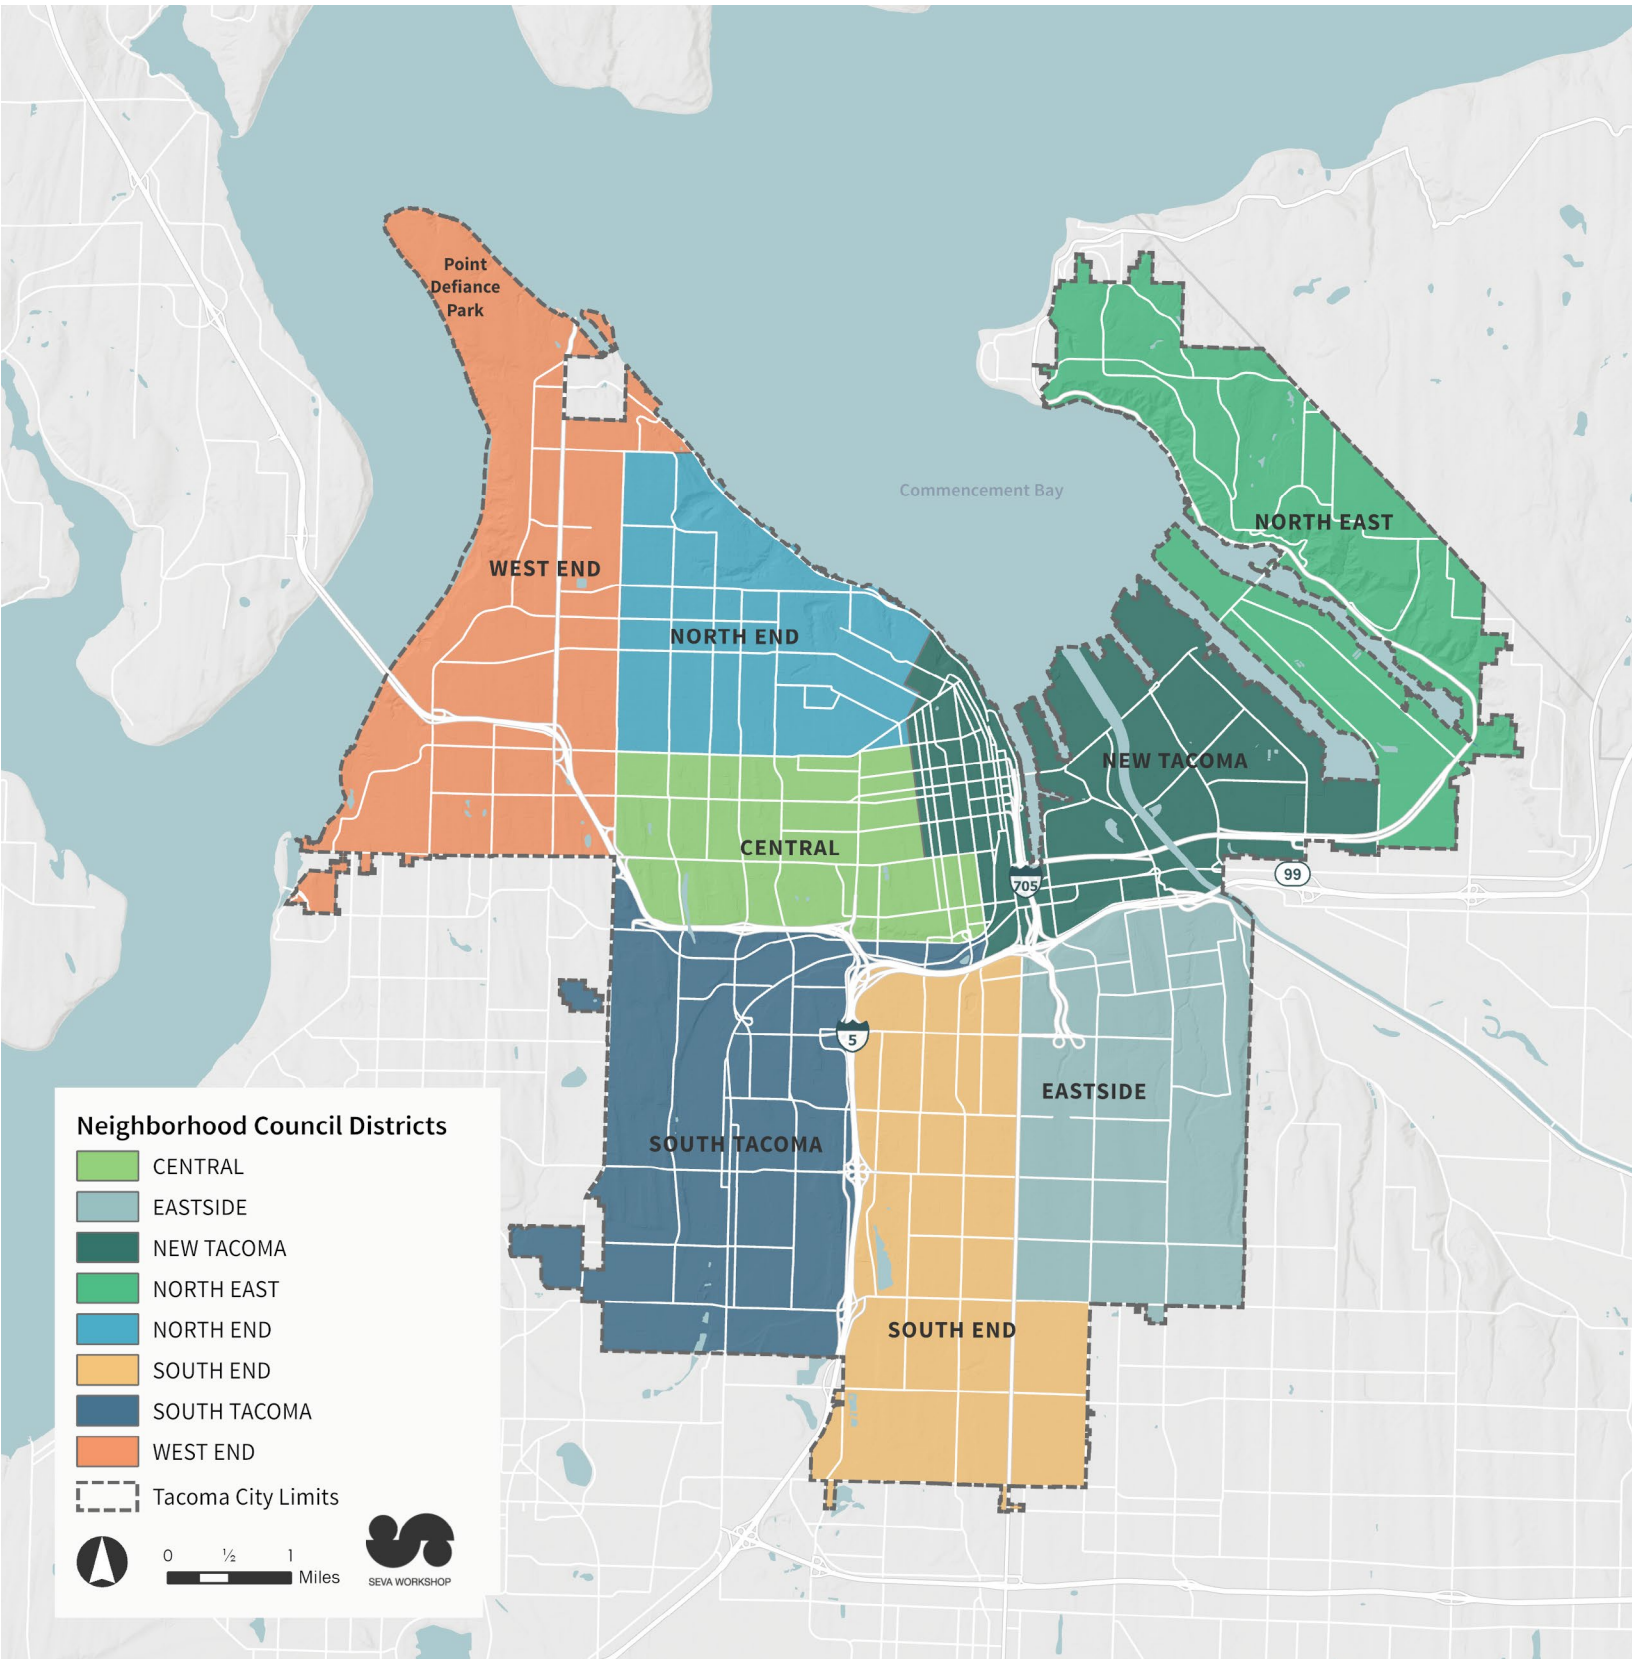 Point
Defiance
Park
Commencement Bay
NORTH EAST
WEST END
NORTH END
NEW TACOMA
CENTRAL
705
99
5
EASTSIDE
SOUTH TACOMA
SOUTH END
Neighborhood Council Districts
CENTRAL
EASTSIDE
NEW TACOMA
NORTH EAST
NORTH END
SOUTH END
SOUTH TACOMA
WEST END
Tacoma City Limits
0 ½ 1
Miles
SEVA WORKSHOP